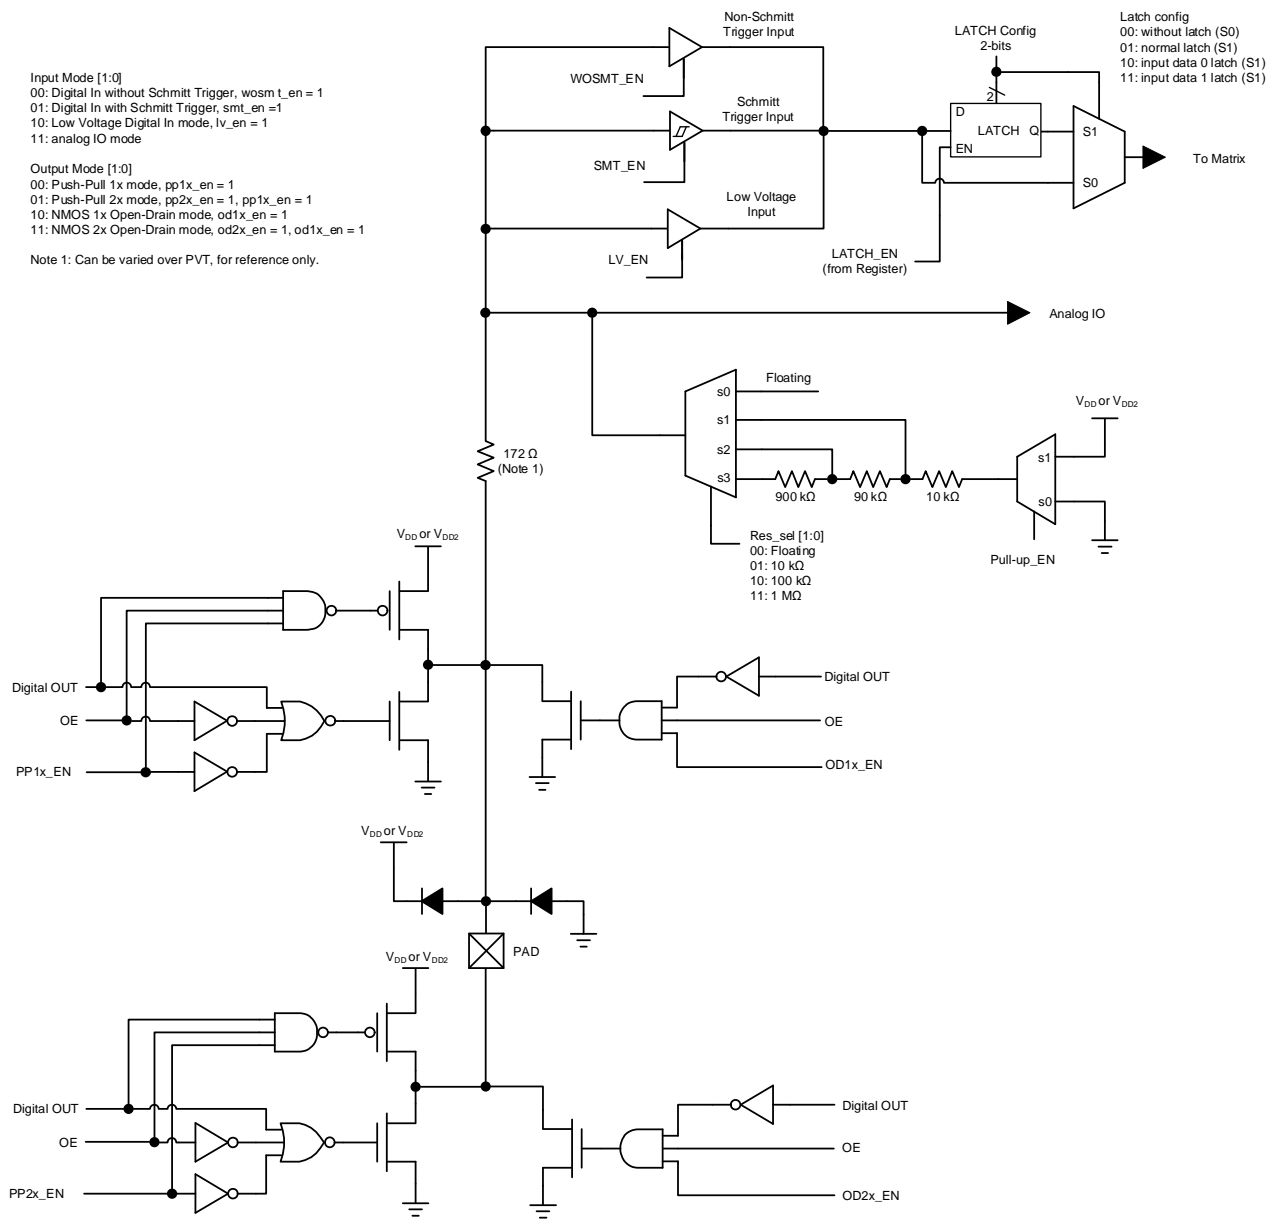 Input Mode [1:0]
00: Digital In without Schmitt Trigger, wosm t_en = 1
01: Digital In with Schmitt Trigger, smt_en =1
10: Low Voltage Digital In mode, lv_en = 1
11: analog IO mode
Output Mode [1:0]
00: Push-Pull 1x mode, pp1x_en = 1
01: Push-Pull 2x mode, pp2x_en = 1, pp1x_en = 1
10: NMOS 1x Open-Drain mode, od1x_en = 1
11: NMOS 2x Open-Drain mode, od2x_en = 1, od1x_en = 1
Note 1: Can be varied over PVT, for reference only.
Non-Schmitt
Trigger Input
WOSMT_EN
Schmitt
Trigger Input
SMT_EN
Low Voltage
Input
LV_EN
LATCH Config
2-bits
2
D
LATCH
Q
EN
LATCH_EN
(from Register)
Latch config
00: without latch (S0)
01: normal latch (S1)
10: input data 0 latch (S1)
11: input data 1 latch (S1)
S1
S0
To Matrix
Analog IO
s0
s1
s2
s3
Floating
900 kΩ
90 kΩ
10 kΩ
VDD or VDD2
s1
s0
Pull-up_EN
Res_sel [1:0]
00: Floating
01: 10 kΩ
10: 100 kΩ
11: 1 MΩ
172 Ω
(Note 1)
VDD or VDD2
Digital OUT
OE
PP1x_EN
Digital OUT
OE
OD1x_EN
VDD or VDD2
PAD
VDD or VDD2
Digital OUT
OE
PP2x_EN
Digital OUT
OE
OD2x_EN